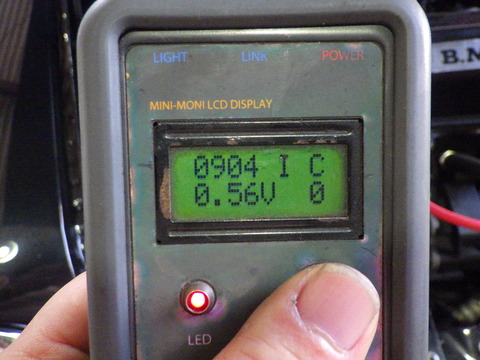 LIGHT LINK POWER
B.M
MINI-MONI LCD DISPLAY
0904 I C
0.56V 0
LED